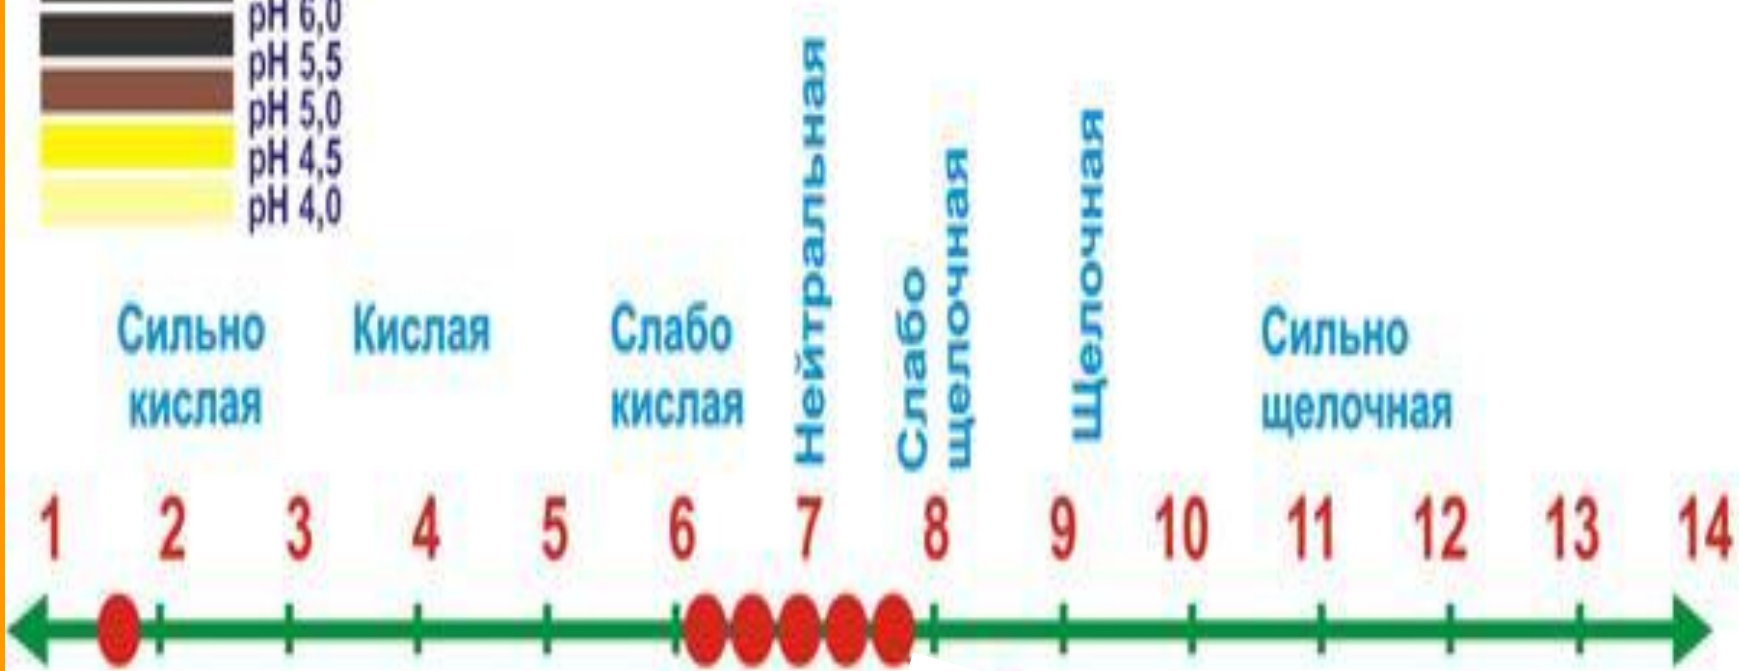 pH 6,0
pH 5,5
pH 5,0
pH 4,5
pH 4,0
Сильно
кислая
Кислая
Слабо
кислая
Нейтральная
Слабо
щелочная
Щелочная
Сильно
щелочная
1 2 3 4 5 6 7 8 9 10 11 12 13 14